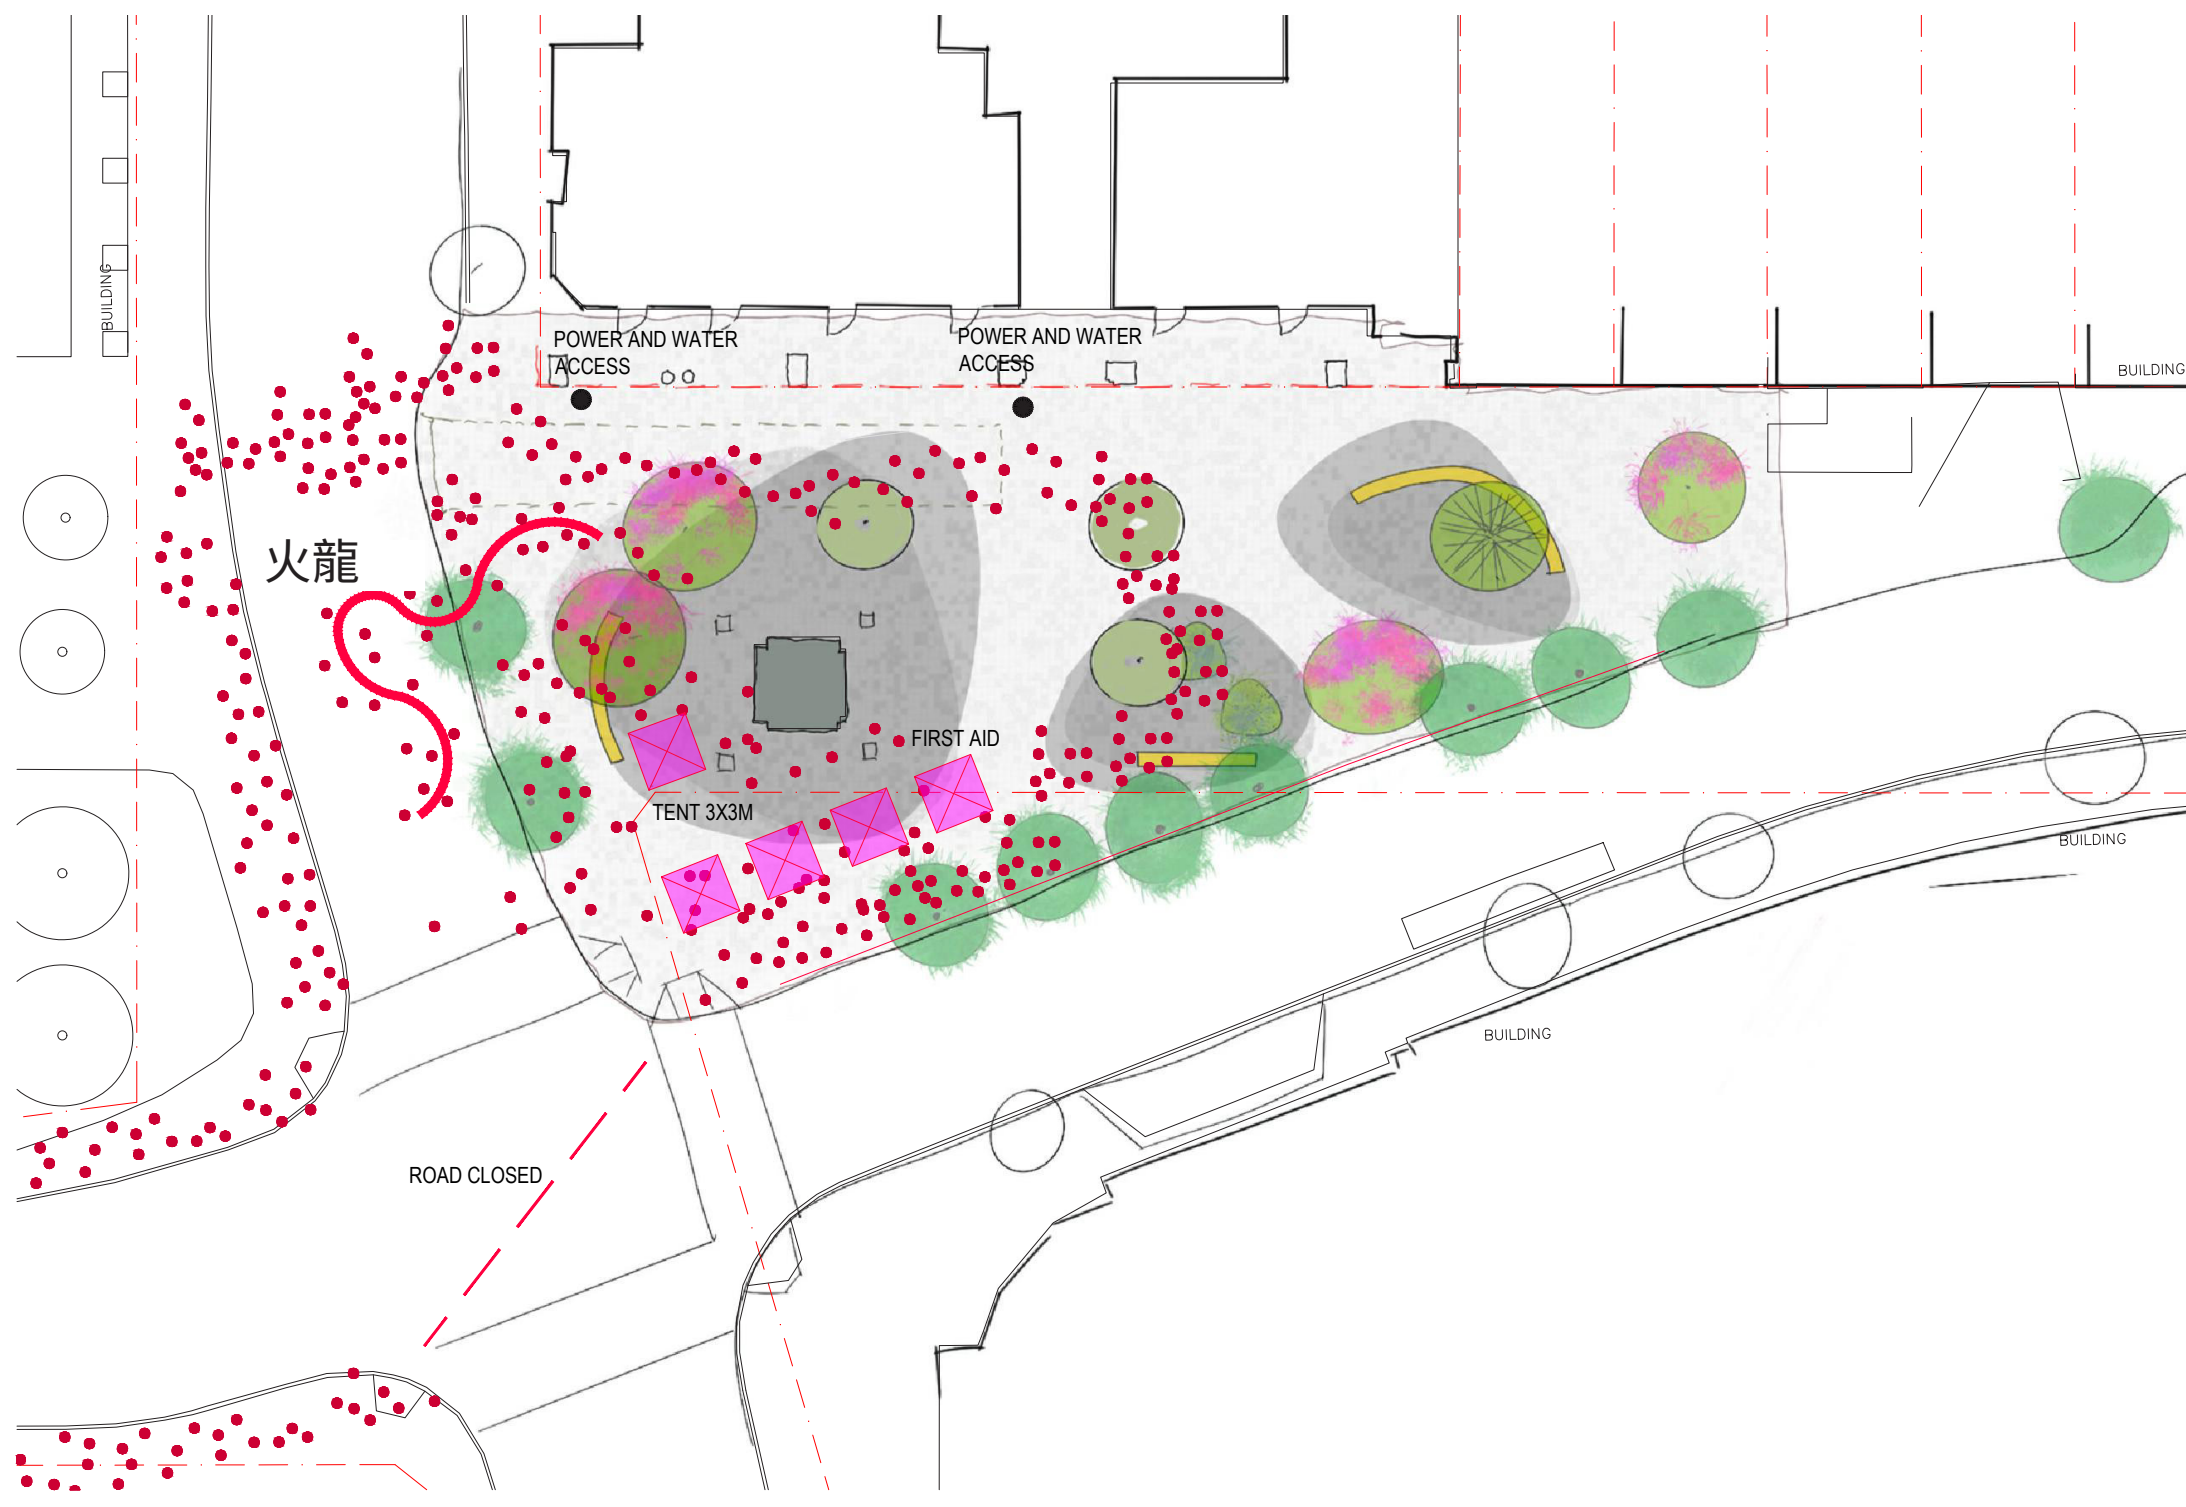 BUILDING
POWER AND WATER
ACCESS
POWER AND WATER
ACCESS
BUILDING
火龍
FIRST AID
TENT 3X3M
BUILDING
BUILDING
ROAD CLOSED